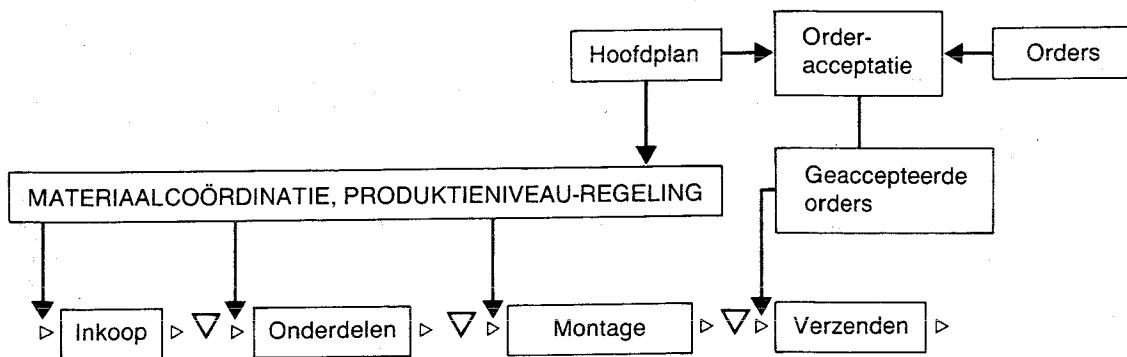 Hoofdplan
Order-
acceptatie
Orders
MATERIAALCOÖRDINATIE, PRODUKTIENIVEAU-REGELING
Geaccepteerde
orders
Inkoop
Onderdelen
Montage
Verzenden